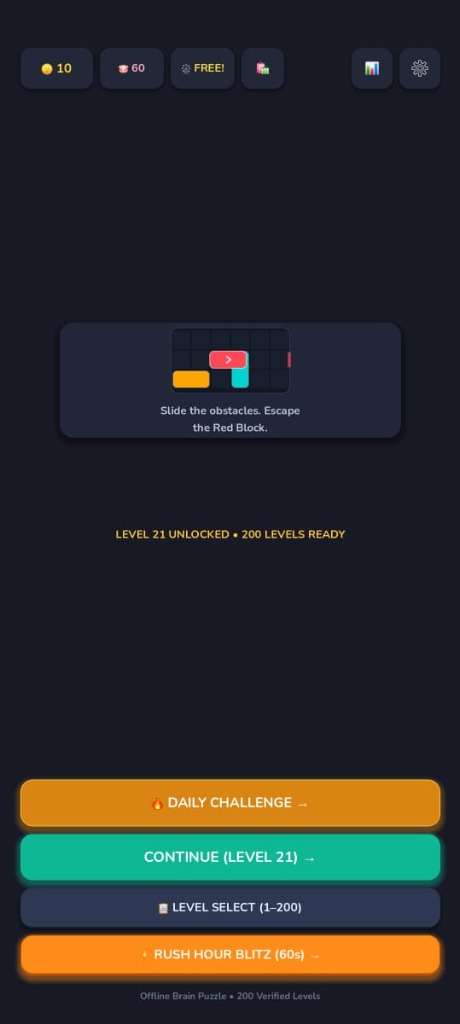 10
60
FREE!
Slide the obstacles. Escape
the Red Block.
LEVEL 21 UNLOCKED • 200 LEVELS READY
DAILY CHALLENGE →
CONTINUE (LEVEL 21) →
LEVEL SELECT (1–200)
RUSH HOUR BLITZ (60s) →
Offline Brain Puzzle • 200 Verified Levels